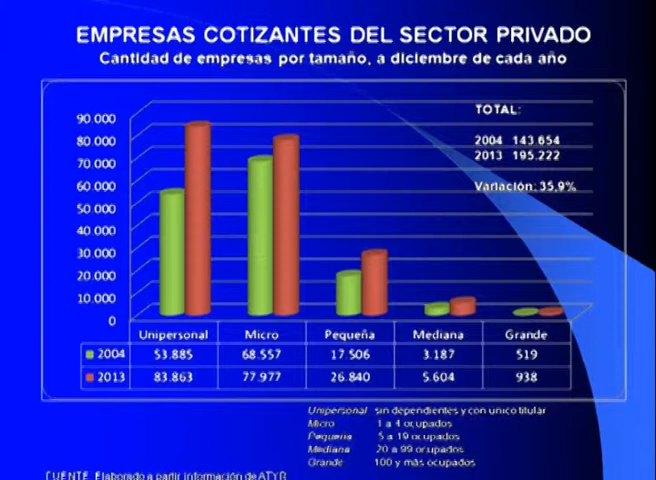 EMPRESAS COTIZANTES DEL SECTOR PRIVADO
Cantidad de empresas por tamaño, a diciembre de cada año
TOTAL:
2004 143.654
2013 195.222
Variación: 35,9%
90.000
80.000
70.000
60.000
50.000
40.000
30.000
20.000
10.000
0
Unipersonal Micro Pequeña Mediana Grande
2004 53.885 68.557 17.506 3.187 519
2013 83.863 77.977 26.840 5.604 938
Unipersonal sin dependientes y con unico titular
Micro 1 a 4 ocupados
Pequeña 5 a 19 ocupados
Mediana 20 a 99 ocupados
Grande 100 y más ocupados
FUENTE. Elaborado a partir información de ATYR